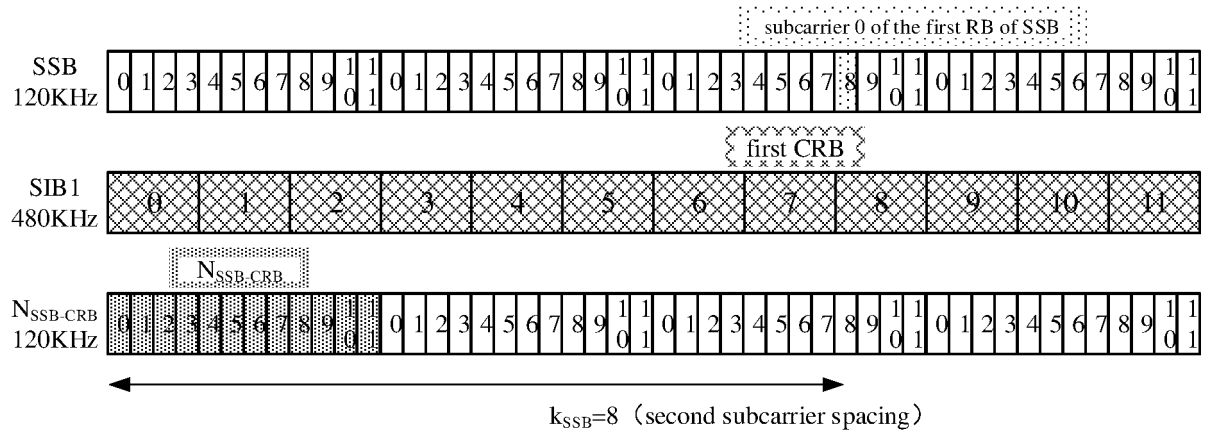 subcarrier 0 of the first RB of SSB
SSB
120KHz
0 1 2 3 4 5 6 7 8 9 10 11 0 1 2 3 4 5 6 7 8 9 10 11 0 1 2 3 4 5 6 7 8 9 10 11 0 1 2 3 4 5 6 7 8 9 10 11
first CRB
SIB1
480KHz
0 1 2 3 4 5 6 7 8 9 10 11
N_SSB-CRB
N_SSB-CRB
120KHz
0 1 2 3 4 5 6 7 8 9 10 11 0 1 2 3 4 5 6 7 8 9 10 11 0 1 2 3 4 5 6 7 8 9 10 11 0 1 2 3 4 5 6 7 8 9 10 11
k_SSB=8（second subcarrier spacing）